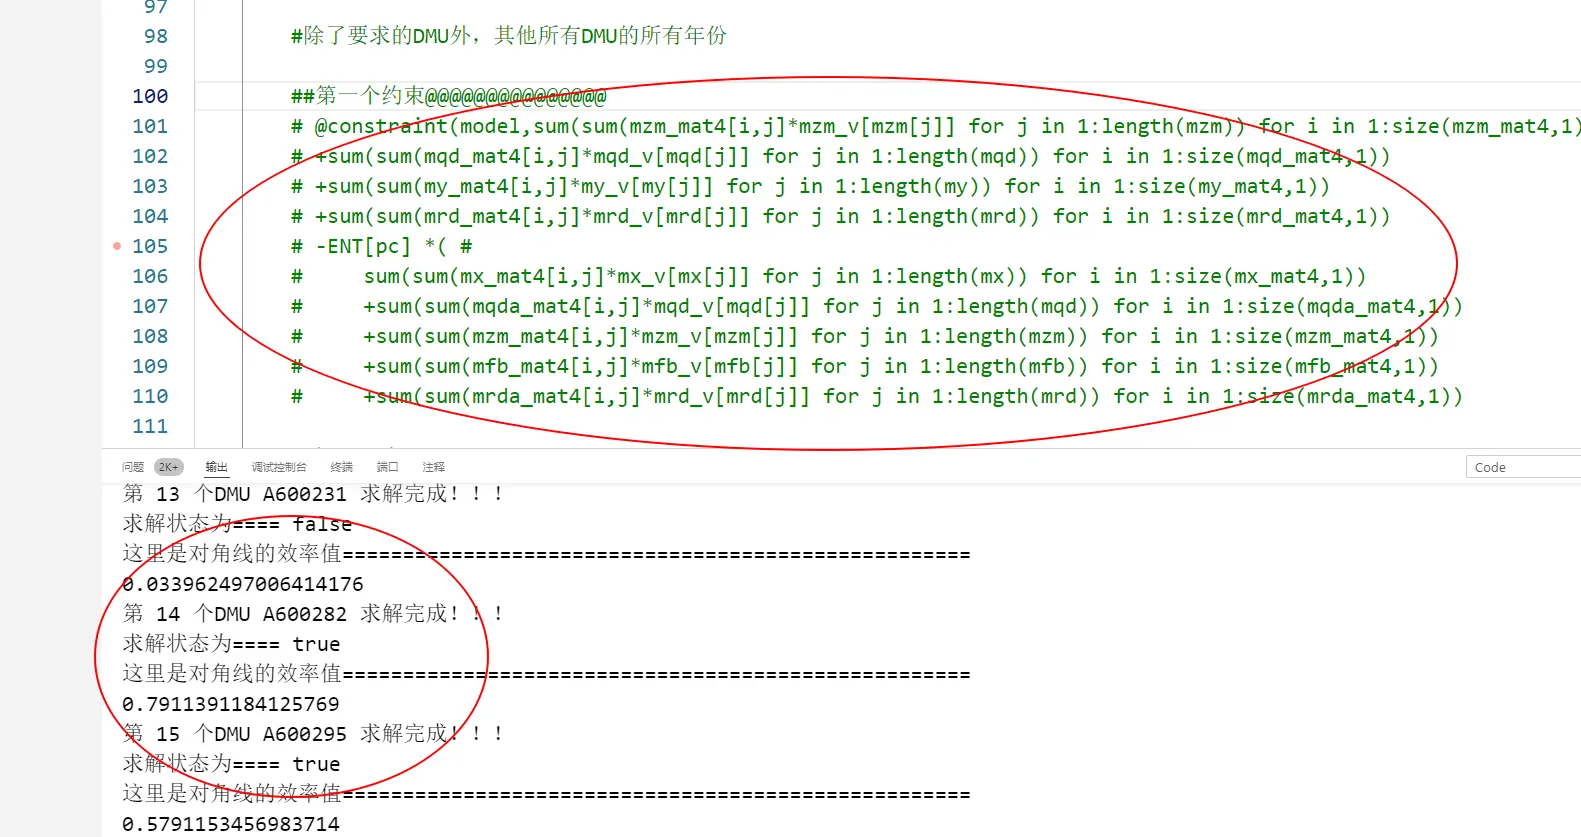 97
98 #除了要求的DMU外，其他所有DMU的所有年份
99
100 ##第一个约束@@@@@@@@@@@@@@@
101 # @constraint(model,sum(sum(mzm_mat4[i,j]*mzm_v[mzm[j]] for j in 1:length(mzm)) for i in 1:size(mzm_mat4,1)
102 # +sum(sum(mqd_mat4[i,j]*mqd_v[mqd[j]] for j in 1:length(mqd)) for i in 1:size(mqd_mat4,1))
103 # +sum(sum(my_mat4[i,j]*my_v[my[j]] for j in 1:length(my)) for i in 1:size(my_mat4,1))
104 # +sum(sum(mrd_mat4[i,j]*mrd_v[mrd[j]] for j in 1:length(mrd)) for i in 1:size(mrd_mat4,1))
105 # -ENT[pc] *( #
106 #     sum(sum(mx_mat4[i,j]*mx_v[mx[j]] for j in 1:length(mx)) for i in 1:size(mx_mat4,1))
107 #     +sum(sum(mqda_mat4[i,j]*mqd_v[mqd[j]] for j in 1:length(mqd)) for i in 1:size(mqda_mat4,1))
108 #     +sum(sum(mzm_mat4[i,j]*mzm_v[mzm[j]] for j in 1:length(mzm)) for i in 1:size(mzm_mat4,1))
109 #     +sum(sum(mfb_mat4[i,j]*mfb_v[mfb[j]] for j in 1:length(mfb)) for i in 1:size(mfb_mat4,1))
110 #     +sum(sum(mrda_mat4[i,j]*mrd_v[mrd[j]] for j in 1:length(mrd)) for i in 1:size(mrda_mat4,1))
111
问题 2K+ 输出 调试控制台 终端 端口 注释 Code
第 13 个DMU A600231 求解完成！！！
求解状态为==== false
这里是对角线的效率值====================================================
0.033962497006414176
第 14 个DMU A600282 求解完成！！！
求解状态为==== true
这里是对角线的效率值====================================================
0.7911391184125769
第 15 个DMU A600295 求解完成！！！
求解状态为==== true
这里是对角线的效率值====================================================
0.5791153456983714